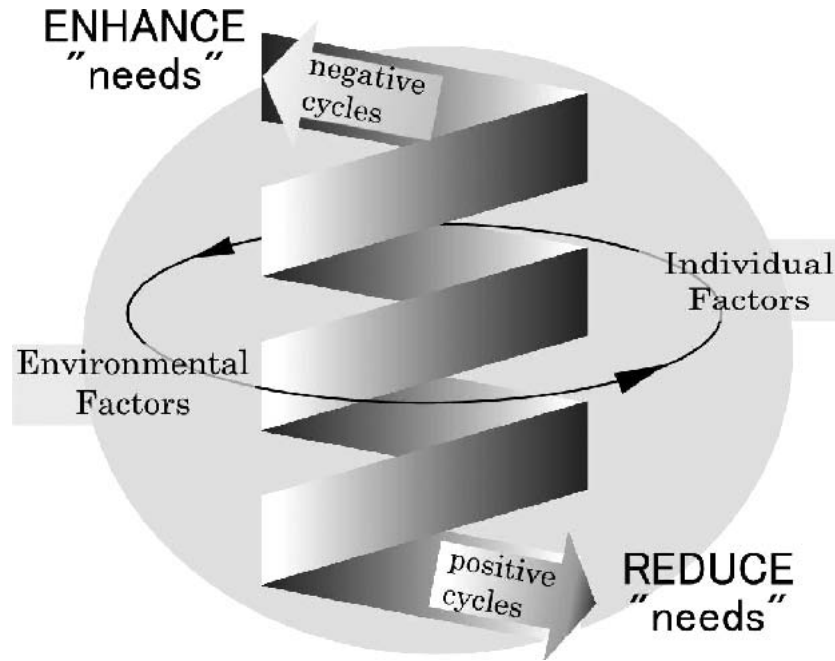 ENHANCE
"needs"
negative
cycles
Individual
Factors
Environmental
Factors
positive
cycles
REDUCE
"needs"